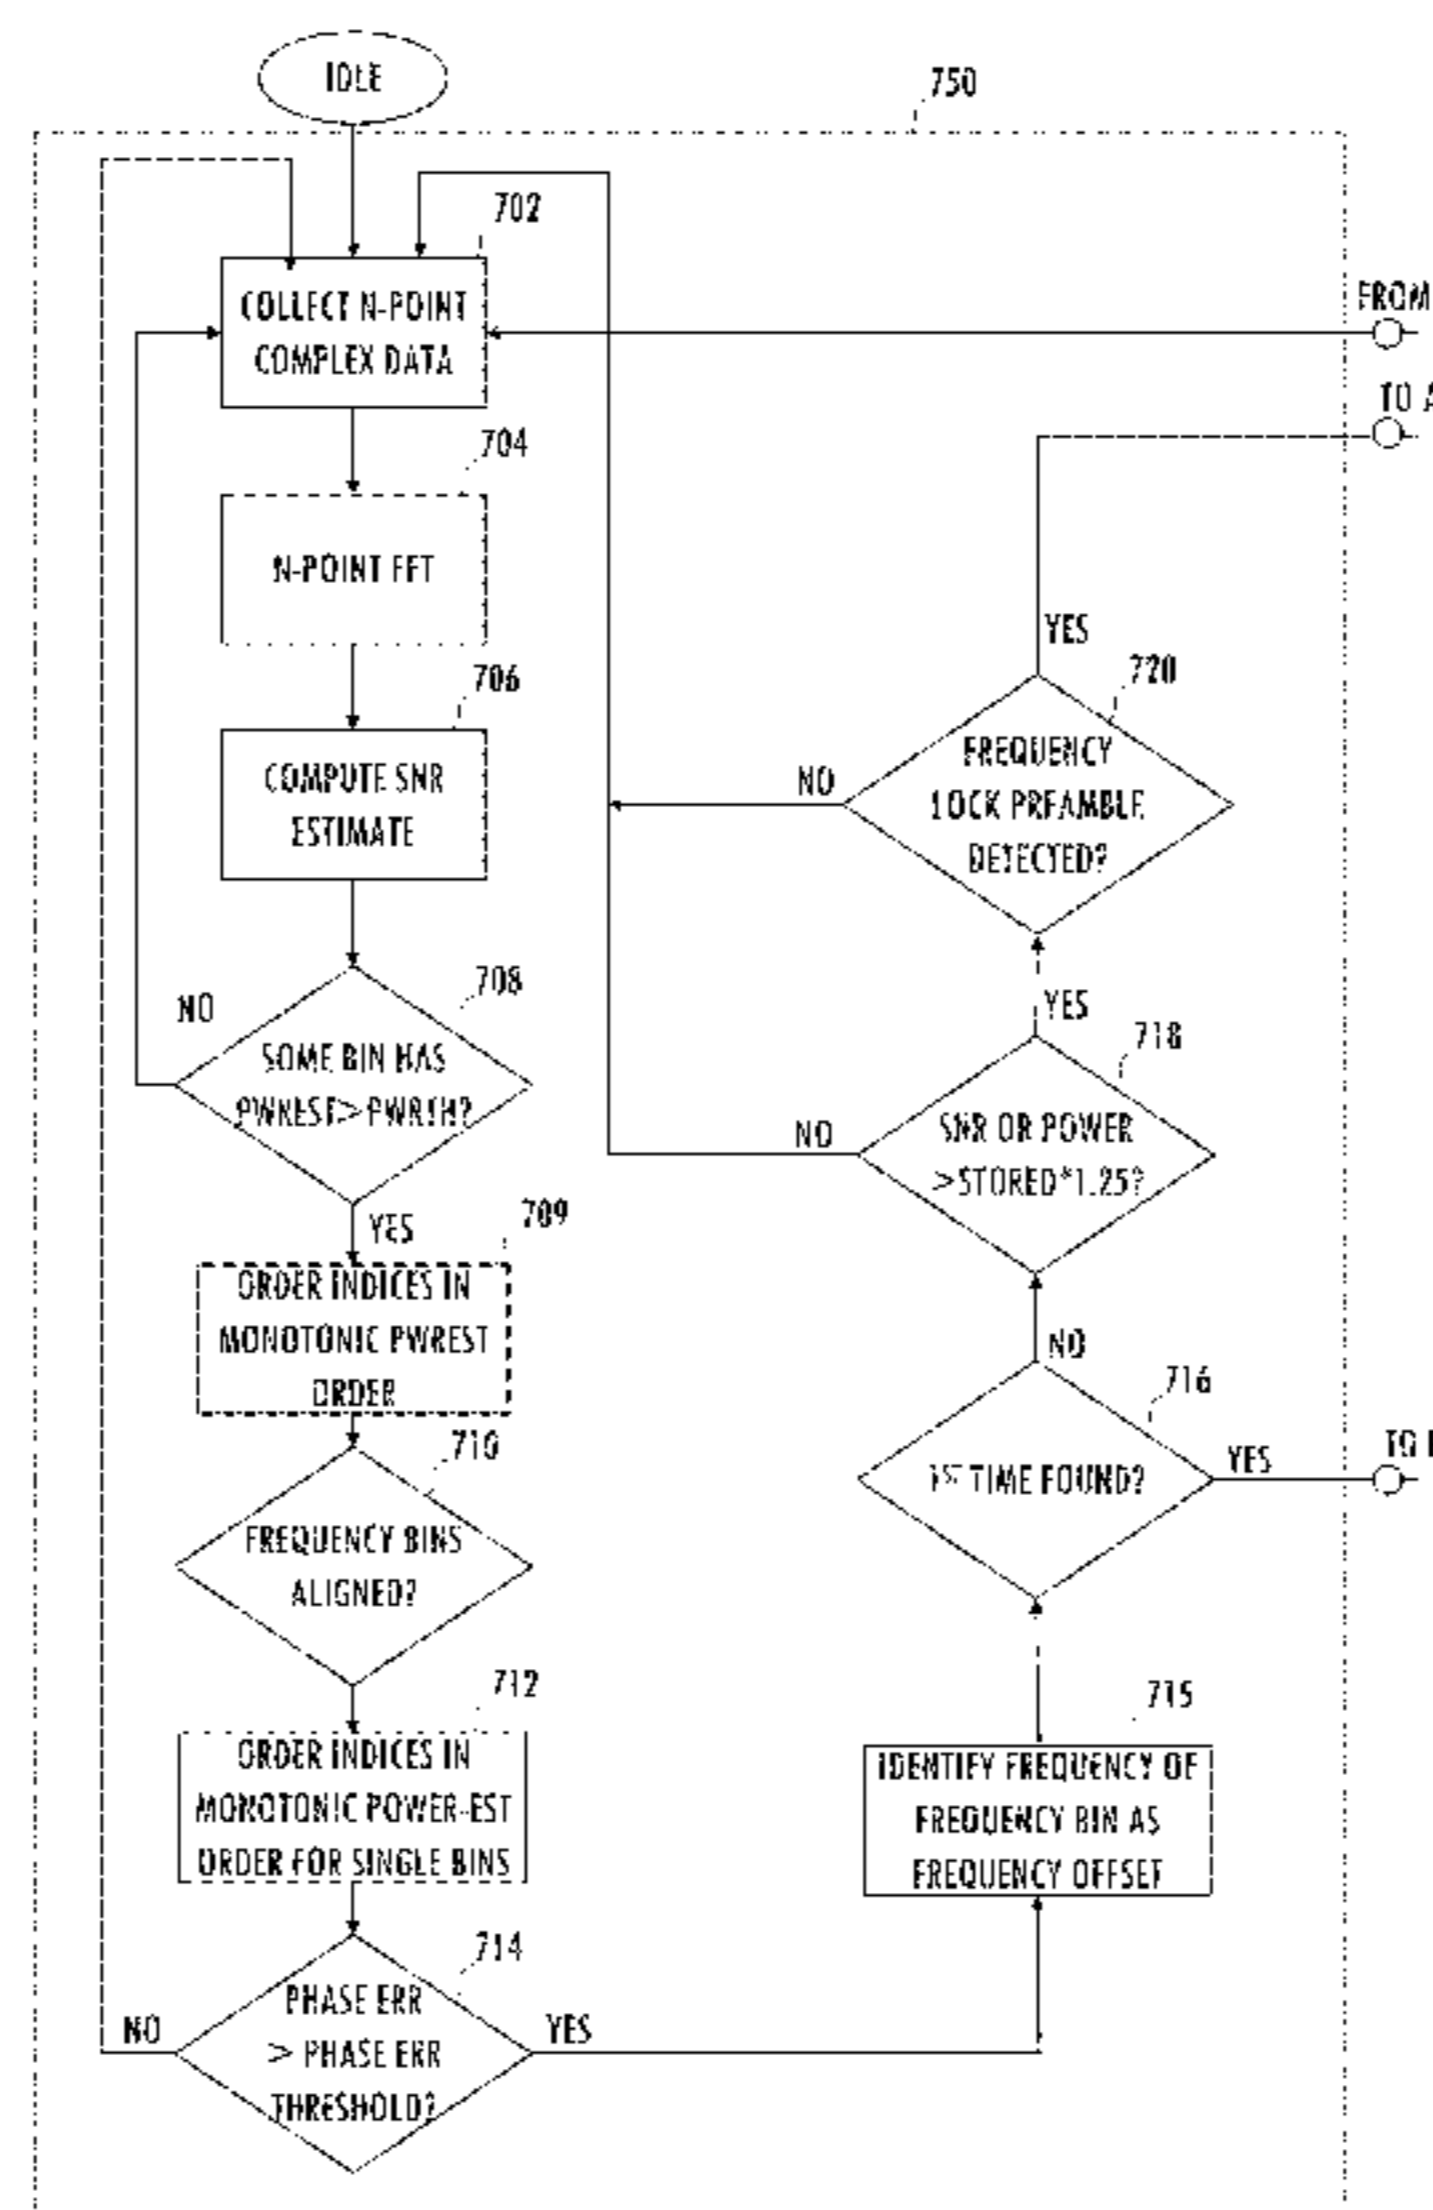 IDLE
750
702
COLLECT N-POINT
COMPLEX DATA
FROM
TO A
704
N-POINT FFT
706
COMPUTE SNR
ESTIMATE
YES
720
FREQUENCY
LOCK PREAMBLE
DETECTED?
NO
708
NO
SOME BIN HAS
PWREST > PWRTH?
YES
YES
718
SNR OR POWER
>STORED*1.25?
NO
709
ORDER INDICES IN
MONOTONIC PWREST
ORDER
NO
716
1ST TIME FOUND?
YES
TO
710
FREQUENCY BINS
ALIGNED?
712
ORDER INDICES IN
MONOTONIC POWER-EST
ORDER FOR SINGLE BINS
715
IDENTIFY FREQUENCY OF
FREQUENCY BIN AS
FREQUENCY OFFSET
714
PHASE ERR
> PHASE ERR
THRESHOLD?
NO
YES